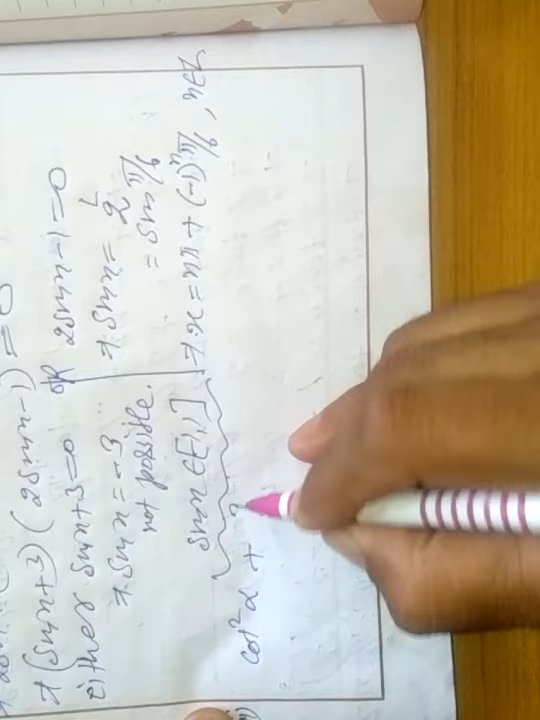 ⇒ (sinx+3)(2sinx-1)=0
either sinx+3=0 or 2sinx-1=0
⇒ sinx=-3
not possible.
sinx∈[-1,1]
⇒ sinx=1/2
=sin π/6
⇒ x=nπ+(-1)ⁿπ/6, n∈Z
cot²α+